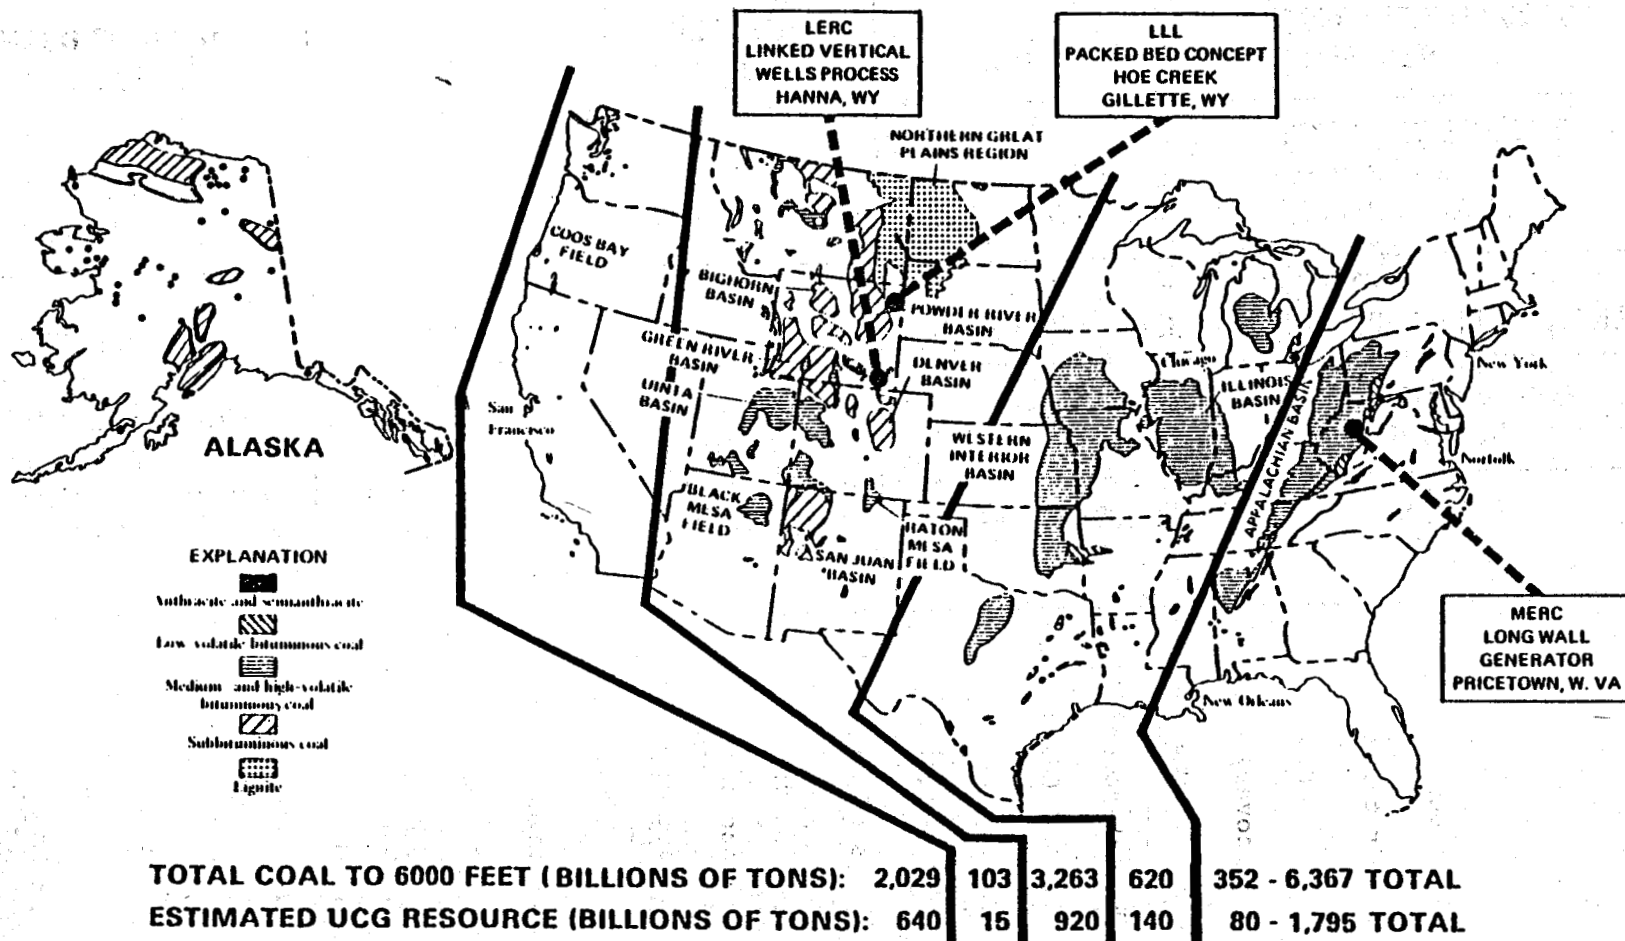 LERC
LINKED VERTICAL
WELLS PROCESS
HANNA, WY
LLL
PACKED BED CONCEPT
HOE CREEK
GILLETTE, WY
NORTHERN GREAT
PLAINS REGION
COOS BAY
FIELD
BIGHORN
BASIN
POWDER RIVER
BASIN
GREEN RIVER
BASIN
DENVER
BASIN
UINTA
BASIN
Chicago
ILLINOIS
BASIN
New York
San
Francisco
APPALACHIAN BASIN
ALASKA
WESTERN
INTERIOR
BASIN
Norfolk
BLACK
MESA
FIELD
RATON
MESA
FIELD
SAN JUAN
BASIN
EXPLANATION
Anthracite and semianthracite
Low volatile bituminous coal
Medium and high-volatile
bituminous coal
Subbituminous coal
Lignite
MERC
LONG WALL
GENERATOR
PRICETOWN, W. VA
New Orleans
TOTAL COAL TO 6000 FEET (BILLIONS OF TONS): 2,029 103 3,263 620 352 - 6,367 TOTAL
ESTIMATED UCG RESOURCE (BILLIONS OF TONS): 640 15 920 140 80 - 1,795 TOTAL